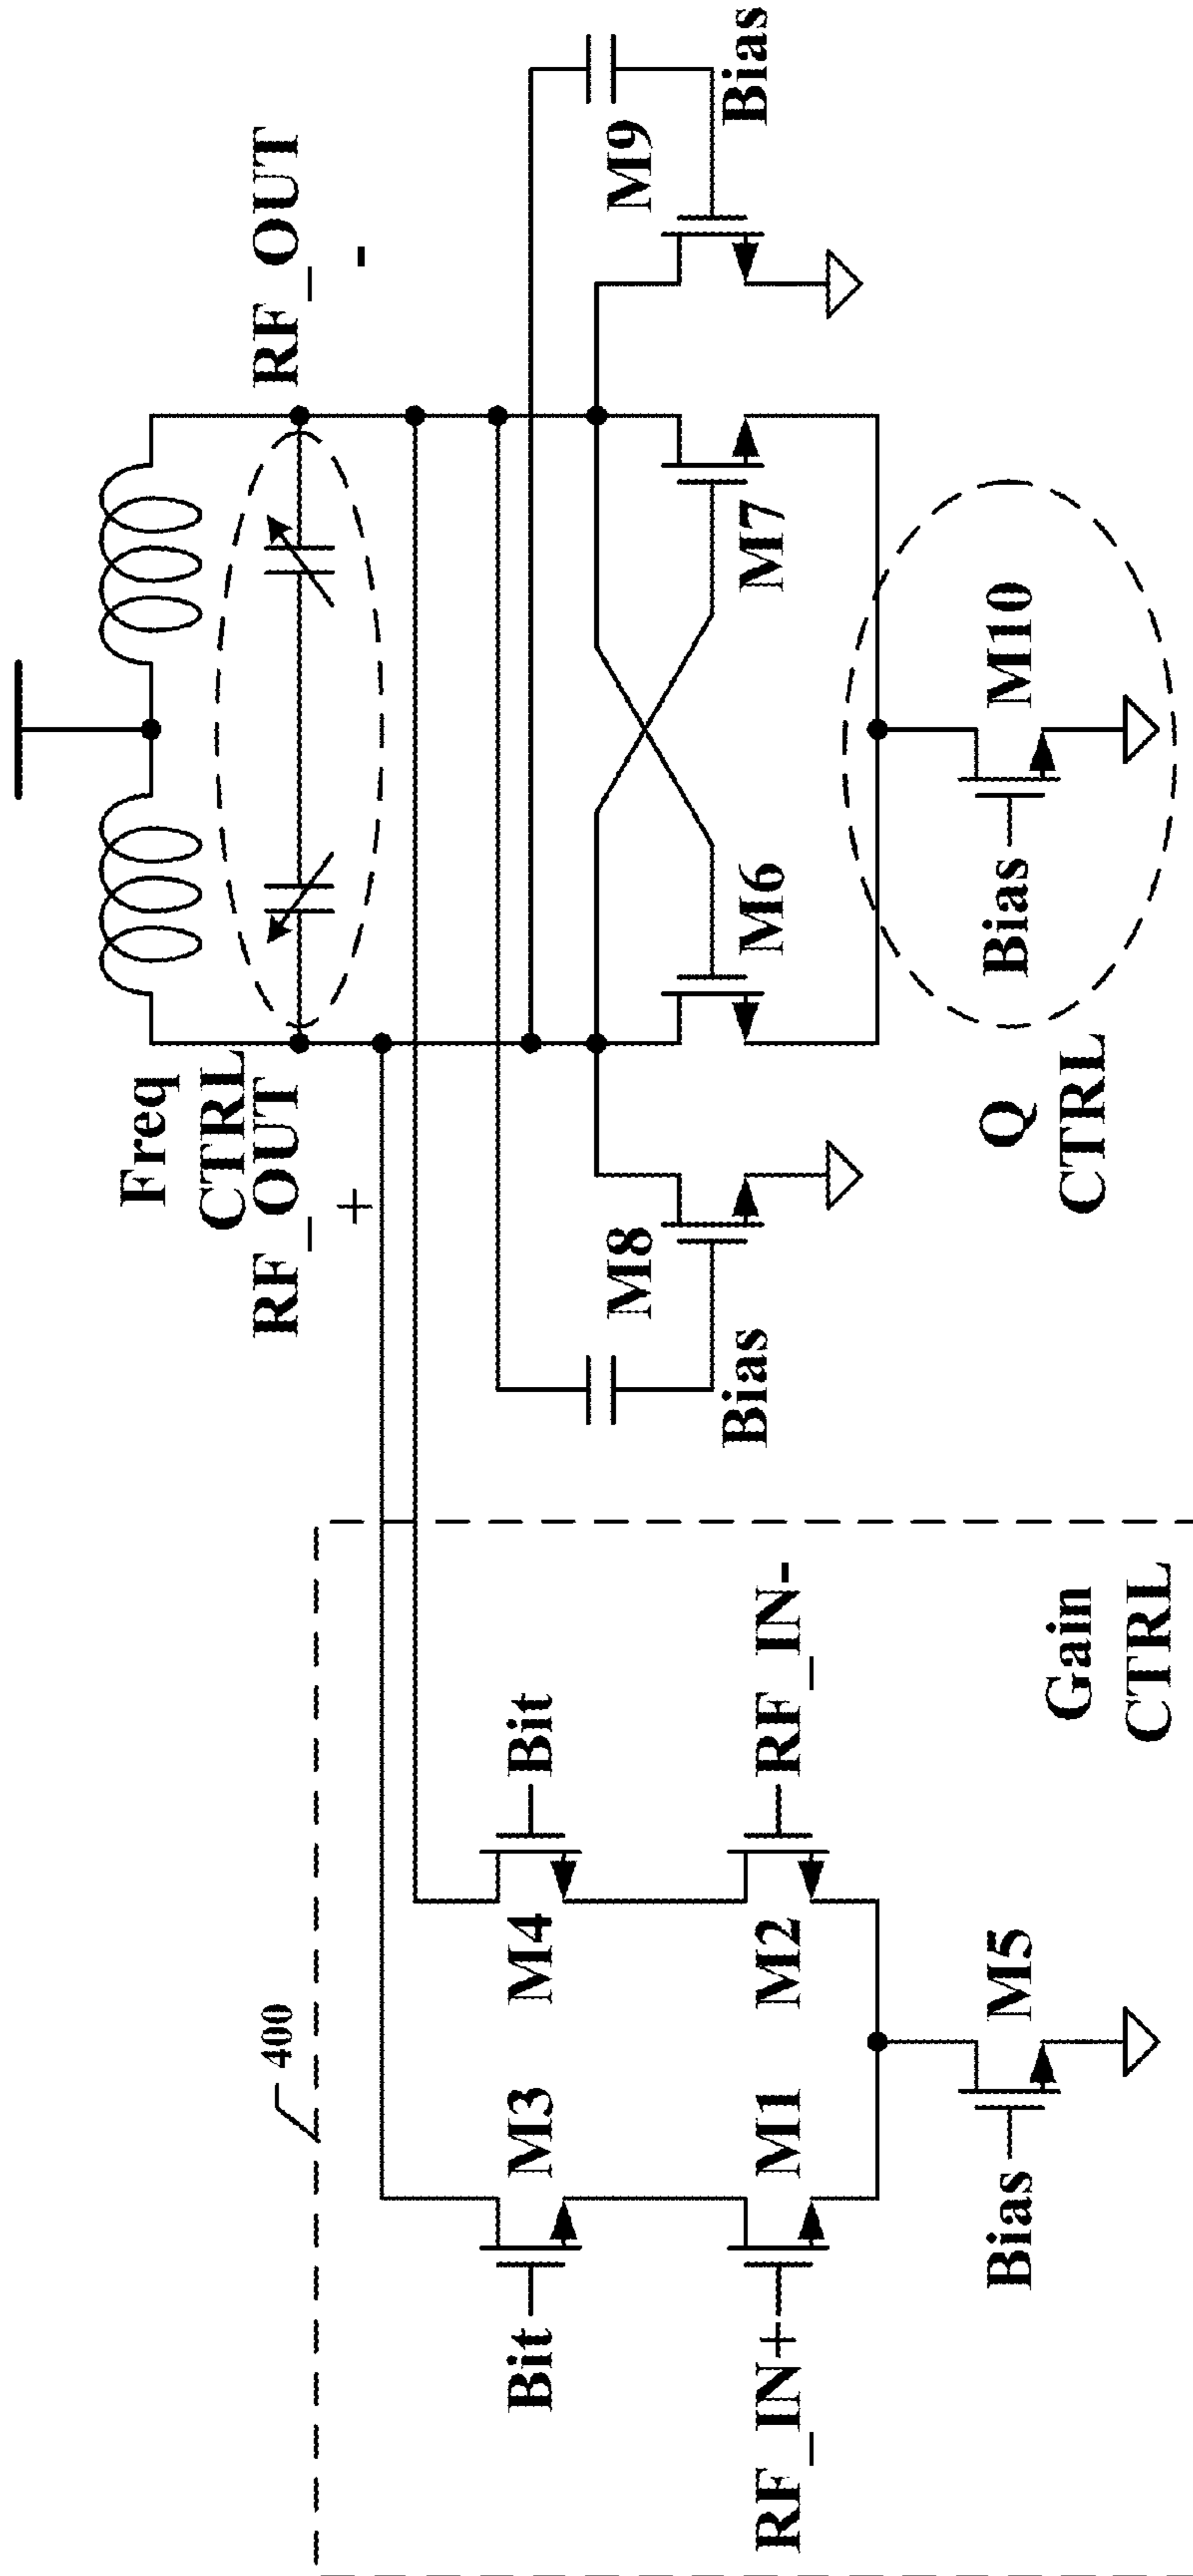 400
Freq
CTRL
RF_OUT
+
RF_OUT
-
Bit
M3
M4
Bit
RF_IN+
M1
M2
RF_IN-
Bias
M5
Gain
CTRL
M8
Bias
M6
M7
M9
Bias
Bias
M10
Q
CTRL